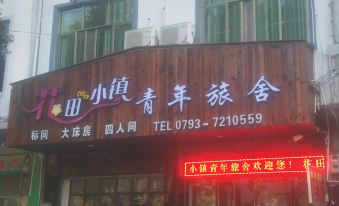 花田小镇青年旅舍
标间 大床房 四人间 TEL 0793-7210559
小镇青年旅舍欢迎您！花田